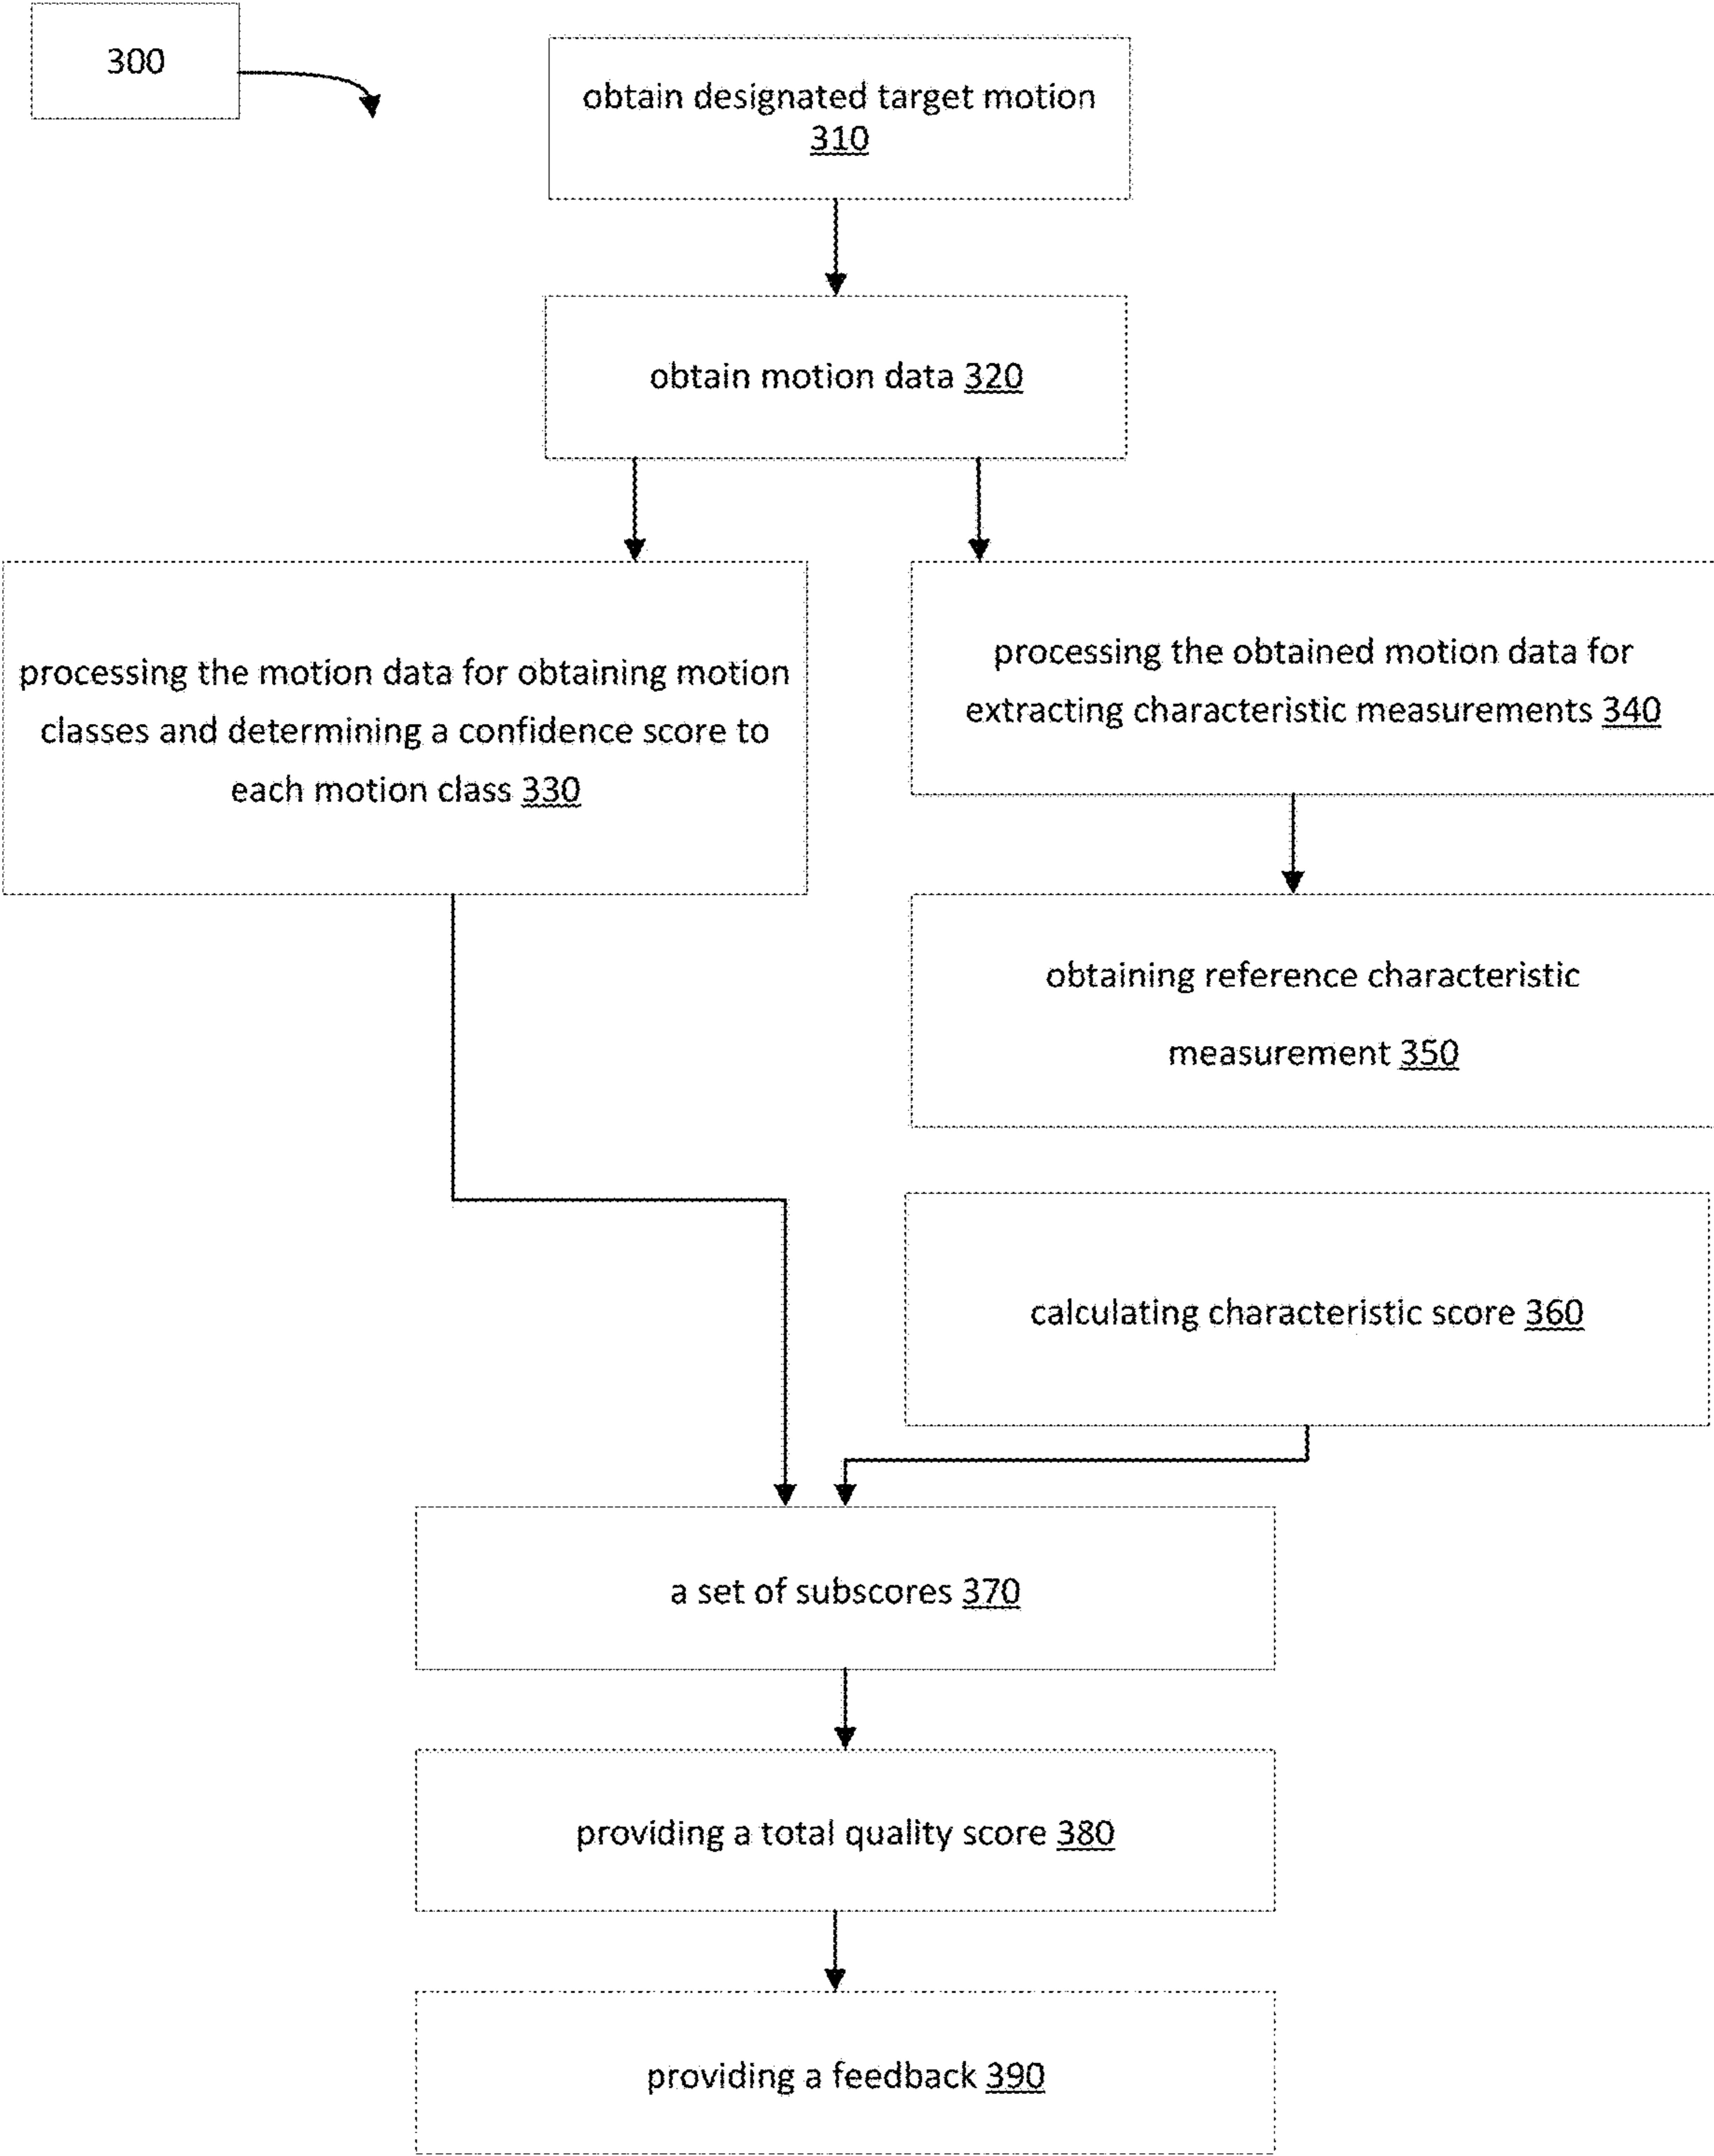 300
obtain designated target motion
310
obtain motion data 320
processing the motion data for obtaining motion
classes and determining a confidence score to
each motion class 330
processing the obtained motion data for
extracting characteristic measurements 340
obtaining reference characteristic
measurement 350
calculating characteristic score 360
a set of subscores 370
providing a total quality score 380
providing a feedback 390